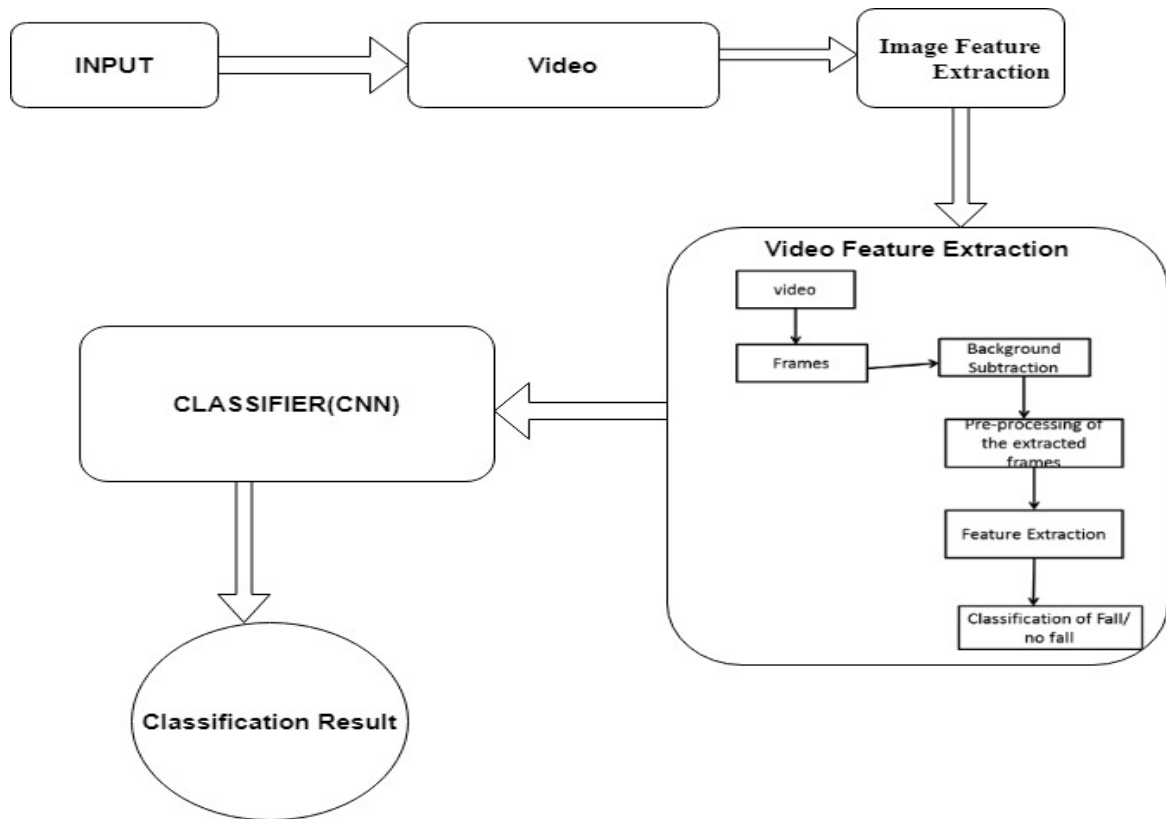 INPUT
Video
Image Feature
Extraction
Video Feature Extraction
video
Frames
Background
Subtraction
Pre-processing of
the extracted
frames
Feature Extraction
Classification of Fall/
no fall
CLASSIFIER(CNN)
Classification Result